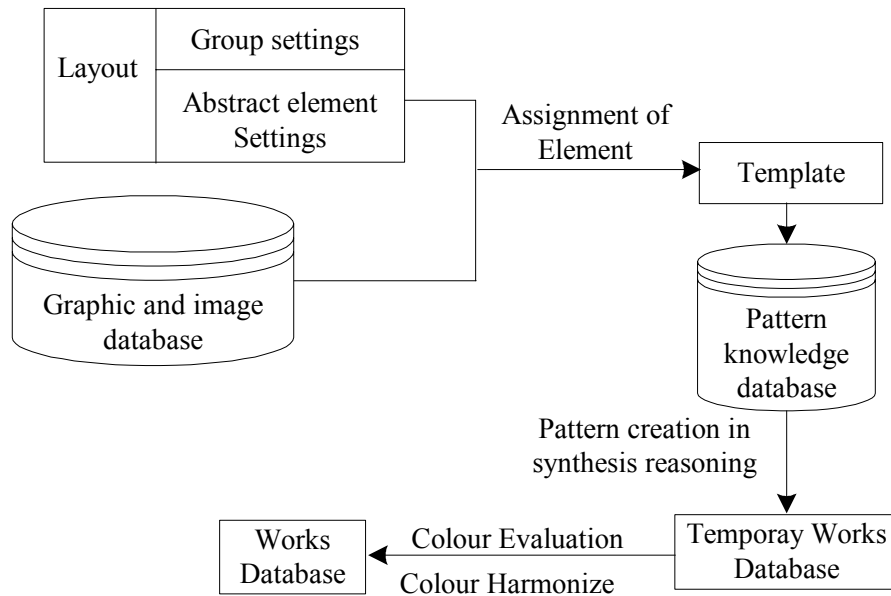 Layout
Group settings
Abstract element
Settings
Assignment of
Element
Template
Graphic and image
database
Pattern
knowledge
database
Pattern creation in
synthesis reasoning
Temporay Works
Database
Colour Evaluation
Colour Harmonize
Works
Database